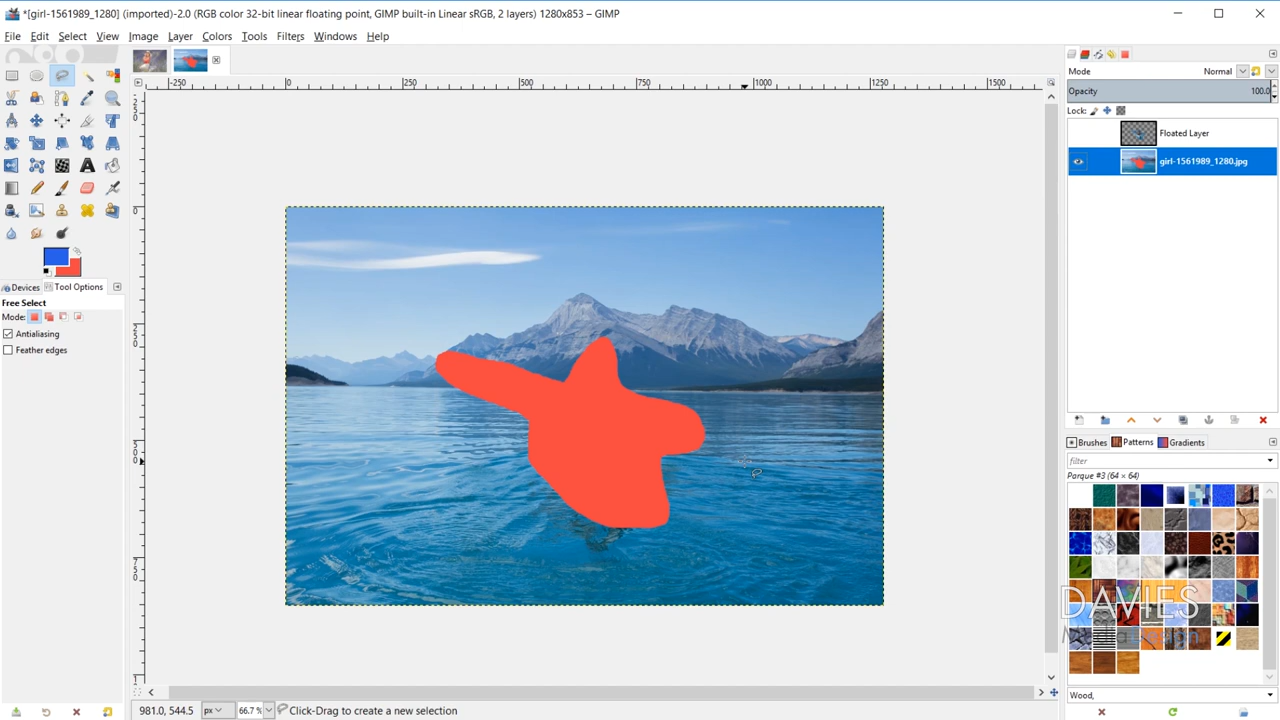 *[girl-1561989_1280] (imported)-2.0 (RGB color 32-bit linear floating point, GIMP built-in Linear sRGB, 2 layers) 1280x853 – GIMP
File Edit Select View Image Layer Colors Tools Filters Windows Help
-250 0 250 500 750 1000 1250 1500
Mode Normal
Opacity 100.0
Lock:
Floated Layer
girl-1561989_1280.jpg
Devices Tool Options
Free Select
Mode:
Antialiasing
Feather edges
Brushes Patterns Gradients
filter
Parque #3 (64 × 64)
DAVIES
Wood,
981.0, 544.5 px 66.7 % Click-Drag to create a new selection